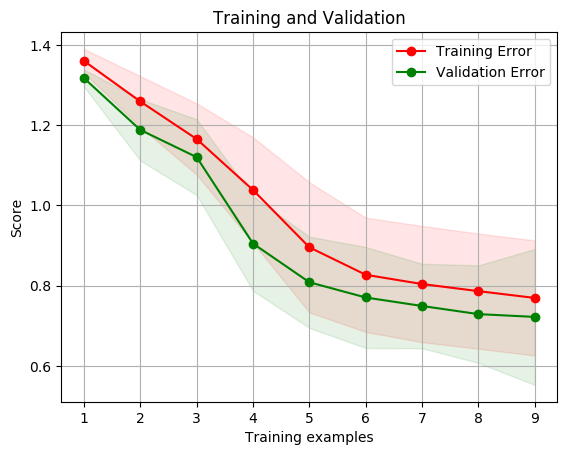 Training and Validation
Training Error
Validation Error
Score
1.4
1.2
1.0
0.8
0.6
1 2 3 4 5 6 7 8 9
Training examples